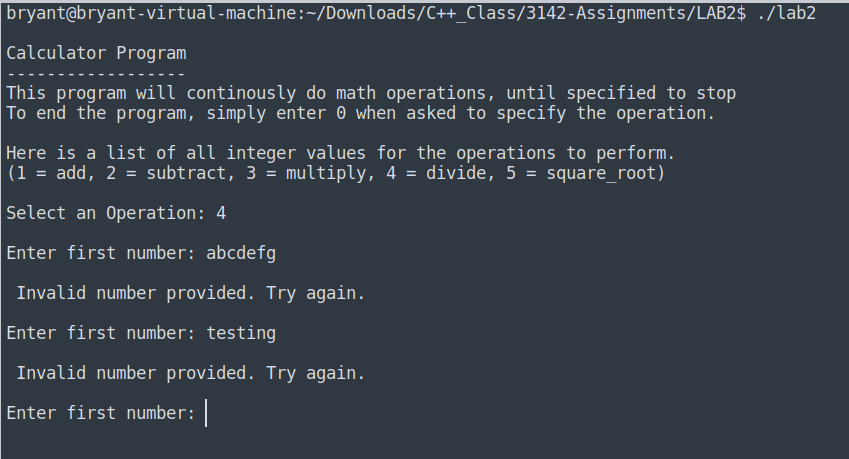 bryant@bryant-virtual-machine:~/Downloads/C++_Class/3142-Assignments/LAB2$ ./lab2
Calculator Program
------------------
This program will continously do math operations, until specified to stop
To end the program, simply enter 0 when asked to specify the operation.
Here is a list of all integer values for the operations to perform.
(1 = add, 2 = subtract, 3 = multiply, 4 = divide, 5 = square_root)
Select an Operation: 4
Enter first number: abcdefg
Invalid number provided. Try again.
Enter first number: testing
Invalid number provided. Try again.
Enter first number: